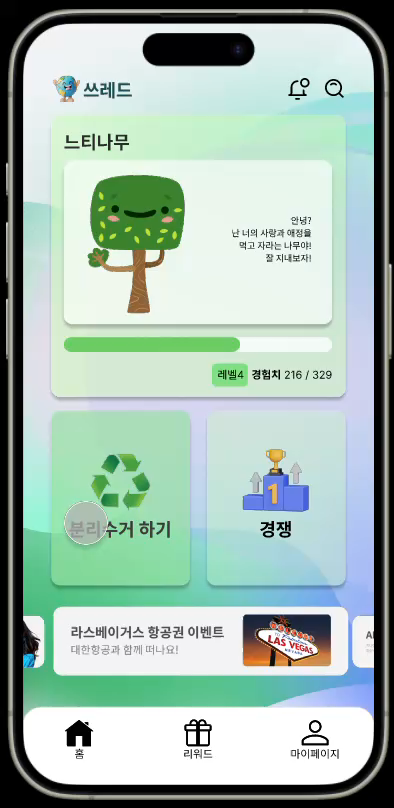 쓰레드
느티나무
안녕?
난 너의 사랑과 애정을
먹고 자라는 나무야!
잘 지내보자!
레벨4 경험치 216 / 329
분리수거 하기
1
경쟁
라스베이거스 항공권 이벤트
대한항공과 함께 떠나요!
LAS VEGAS
홈
리워드
마이페이지